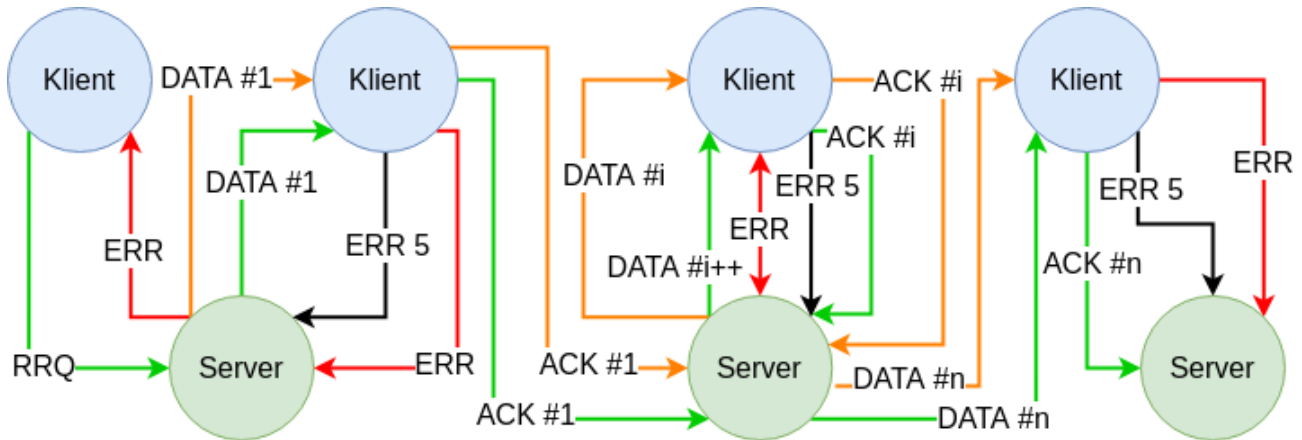 Klient
Klient
Klient
Klient
DATA #1
ACK #i
ACK #i
DATA #1
DATA #i
ERR 5
ERR 5
ERR
ERR
ERR 5
ERR
DATA #i++
ACK #n
RRQ
Server
ERR
ACK #1
Server
DATA #n
Server
ACK #1
DATA #n